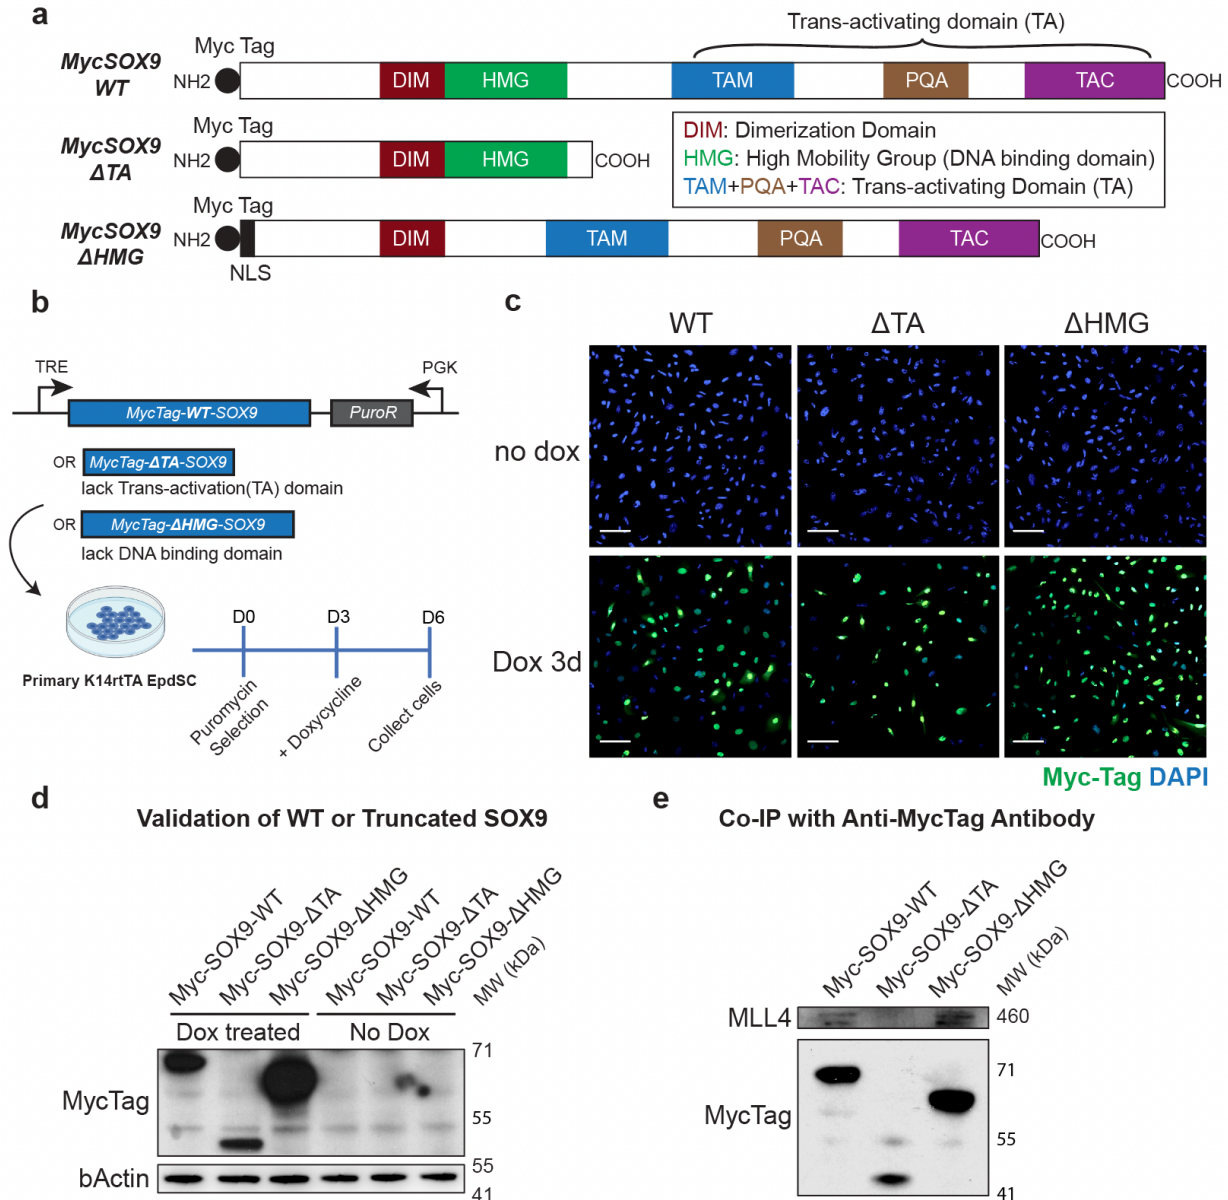 a
Trans-activating domain (TA)
MycSOX9
WT
Myc Tag
NH2
DIM
HMG
TAM
PQA
TAC
COOH
MycSOX9
ΔTA
Myc Tag
NH2
DIM
HMG
COOH
DIM: Dimerization Domain
HMG: High Mobility Group (DNA binding domain)
TAM+PQA+TAC: Trans-activating Domain (TA)
MycSOX9
ΔHMG
Myc Tag
NH2
DIM
TAM
PQA
TAC
COOH
NLS
b
TRE
PGK
MycTag-WT-SOX9
PuroR
OR
MycTag-ΔTA-SOX9
lack Trans-activation(TA) domain
OR
MycTag-ΔHMG-SOX9
lack DNA binding domain
Primary K14rtTA EpdSC
D0
D3
D6
Puromycin
Selection
+ Doxycycline
Collect cells
c
WT
ΔTA
ΔHMG
no dox
Dox 3d
Myc-Tag DAPI
d
Validation of WT or Truncated SOX9
Myc-SOX9-WT
Myc-SOX9-ΔTA
Myc-SOX9-ΔHMG
Myc-SOX9-WT
Myc-SOX9-ΔTA
Myc-SOX9-ΔHMG
MW (kDa)
Dox treated
No Dox
MycTag
71
55
bActin
55
41
e
Co-IP with Anti-MycTag Antibody
Myc-SOX9-WT
Myc-SOX9-ΔTA
Myc-SOX9-ΔHMG
MW (kDa)
MLL4
460
MycTag
71
55
41